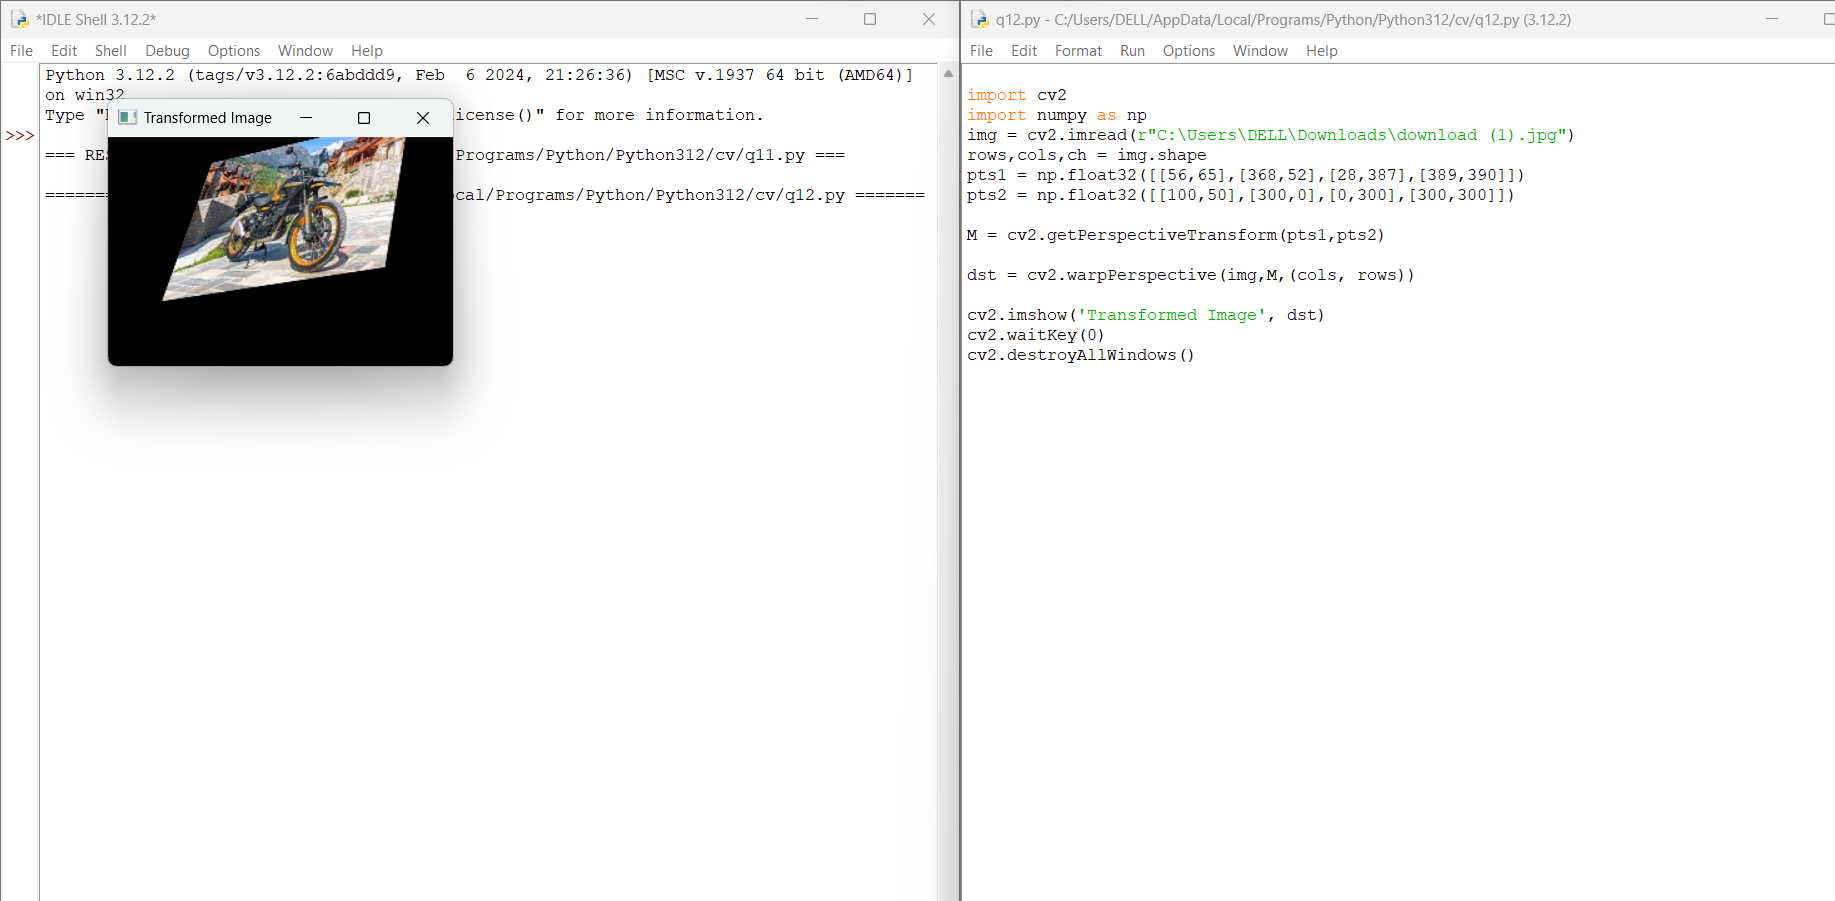 *IDLE Shell 3.12.2*
File Edit Shell Debug Options Window Help
Python 3.12.2 (tags/v3.12.2:6abddd9, Feb  6 2024, 21:26:36) [MSC v.1937 64 bit (AMD64)]
on win32
Type " icense()" for more information.
>>>
=== RES Programs/Python/Python312/cv/q11.py ===
======= cal/Programs/Python/Python312/cv/q12.py =======
Transformed Image
q12.py - C:/Users/DELL/AppData/Local/Programs/Python/Python312/cv/q12.py (3.12.2)
File Edit Format Run Options Window Help
import cv2
import numpy as np
img = cv2.imread(r"C:\Users\DELL\Downloads\download (1).jpg")
rows,cols,ch = img.shape
pts1 = np.float32([[56,65],[368,52],[28,387],[389,390]])
pts2 = np.float32([[100,50],[300,0],[0,300],[300,300]])
M = cv2.getPerspectiveTransform(pts1,pts2)
dst = cv2.warpPerspective(img,M,(cols, rows))
cv2.imshow('Transformed Image', dst)
cv2.waitKey(0)
cv2.destroyAllWindows()